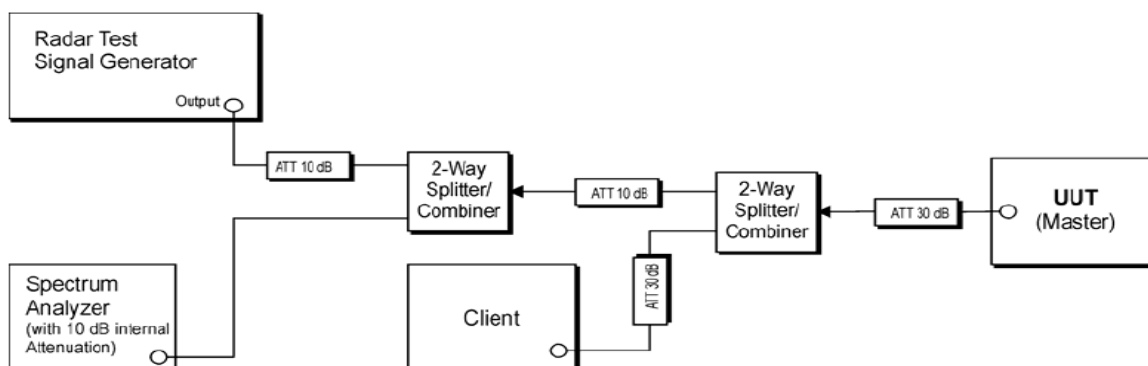 Radar Test
Signal Generator
Output
ATT 10 dB
2-Way
Splitter/
Combiner
ATT 10 dB
2-Way
Splitter/
Combiner
ATT 30 dB
UUT
(Master)
Spectrum
Analyzer
(with 10 dB internal
Attenuation)
Client
ATT 30 dB